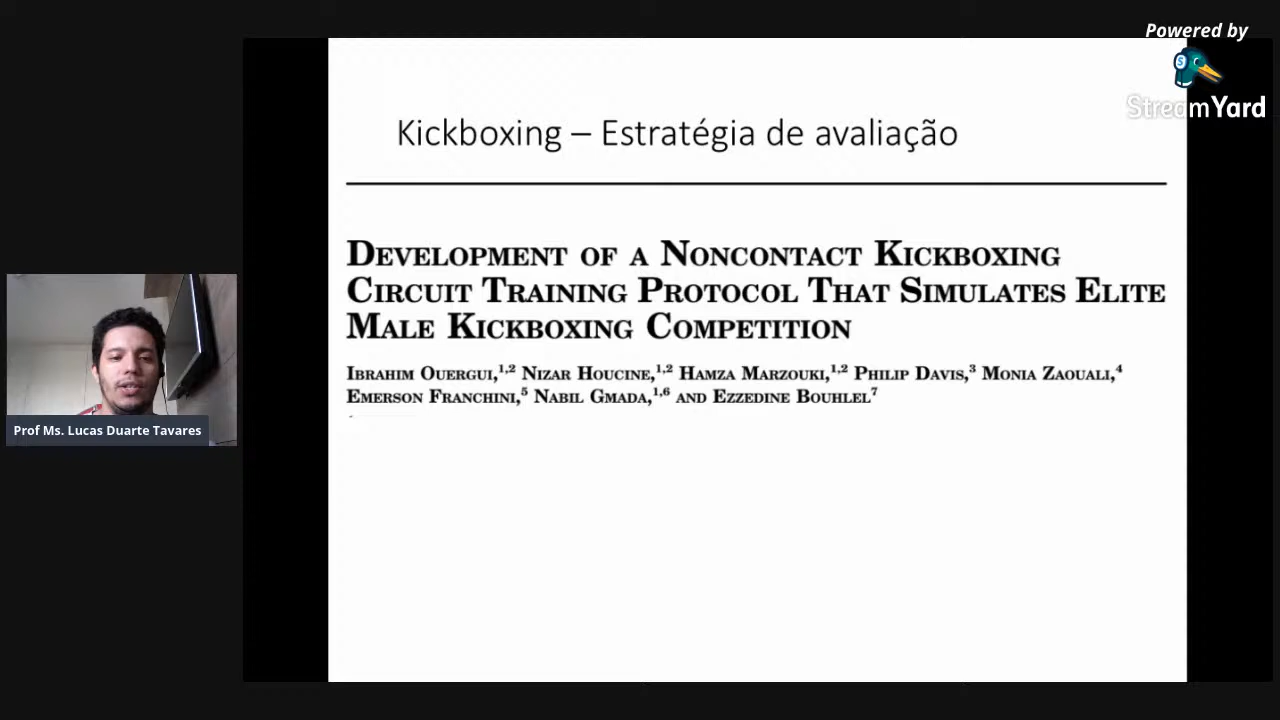 Powered by
StreamYard
Kickboxing – Estratégia de avaliação
DEVELOPMENT OF A NONCONTACT KICKBOXING
CIRCUIT TRAINING PROTOCOL THAT SIMULATES ELITE
MALE KICKBOXING COMPETITION
IBRAHIM OUERGUI,1,2 NIZAR HOUCINE,1,2 HAMZA MARZOUKI,1,2 PHILIP DAVIS,3 MONIA ZAOUALI,4
EMERSON FRANCHINI,5 NABIL GMADA,1,6 AND EZZEDINE BOUHLEL7
Prof Ms. Lucas Duarte Tavares